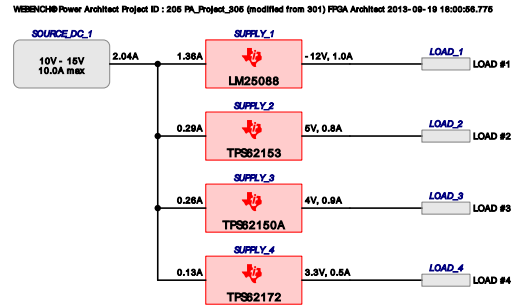 WEBENCH® Power Architect Project ID : 205 PA_Project_305 (modified from 301) FPGA Architect 2013-09-19 16:00:56.775
SOURCE_DC_1
10V - 15V
10.0A max
2.04A
SUPPLY_1
1.36A
LM25088
-12V, 1.0A
LOAD_1
LOAD #1
SUPPLY_2
0.29A
TPS62153
5V, 0.8A
LOAD_2
LOAD #2
SUPPLY_3
0.26A
TPS62150A
4V, 0.9A
LOAD_3
LOAD #3
SUPPLY_4
0.13A
TPS62172
3.3V, 0.5A
LOAD_4
LOAD #4